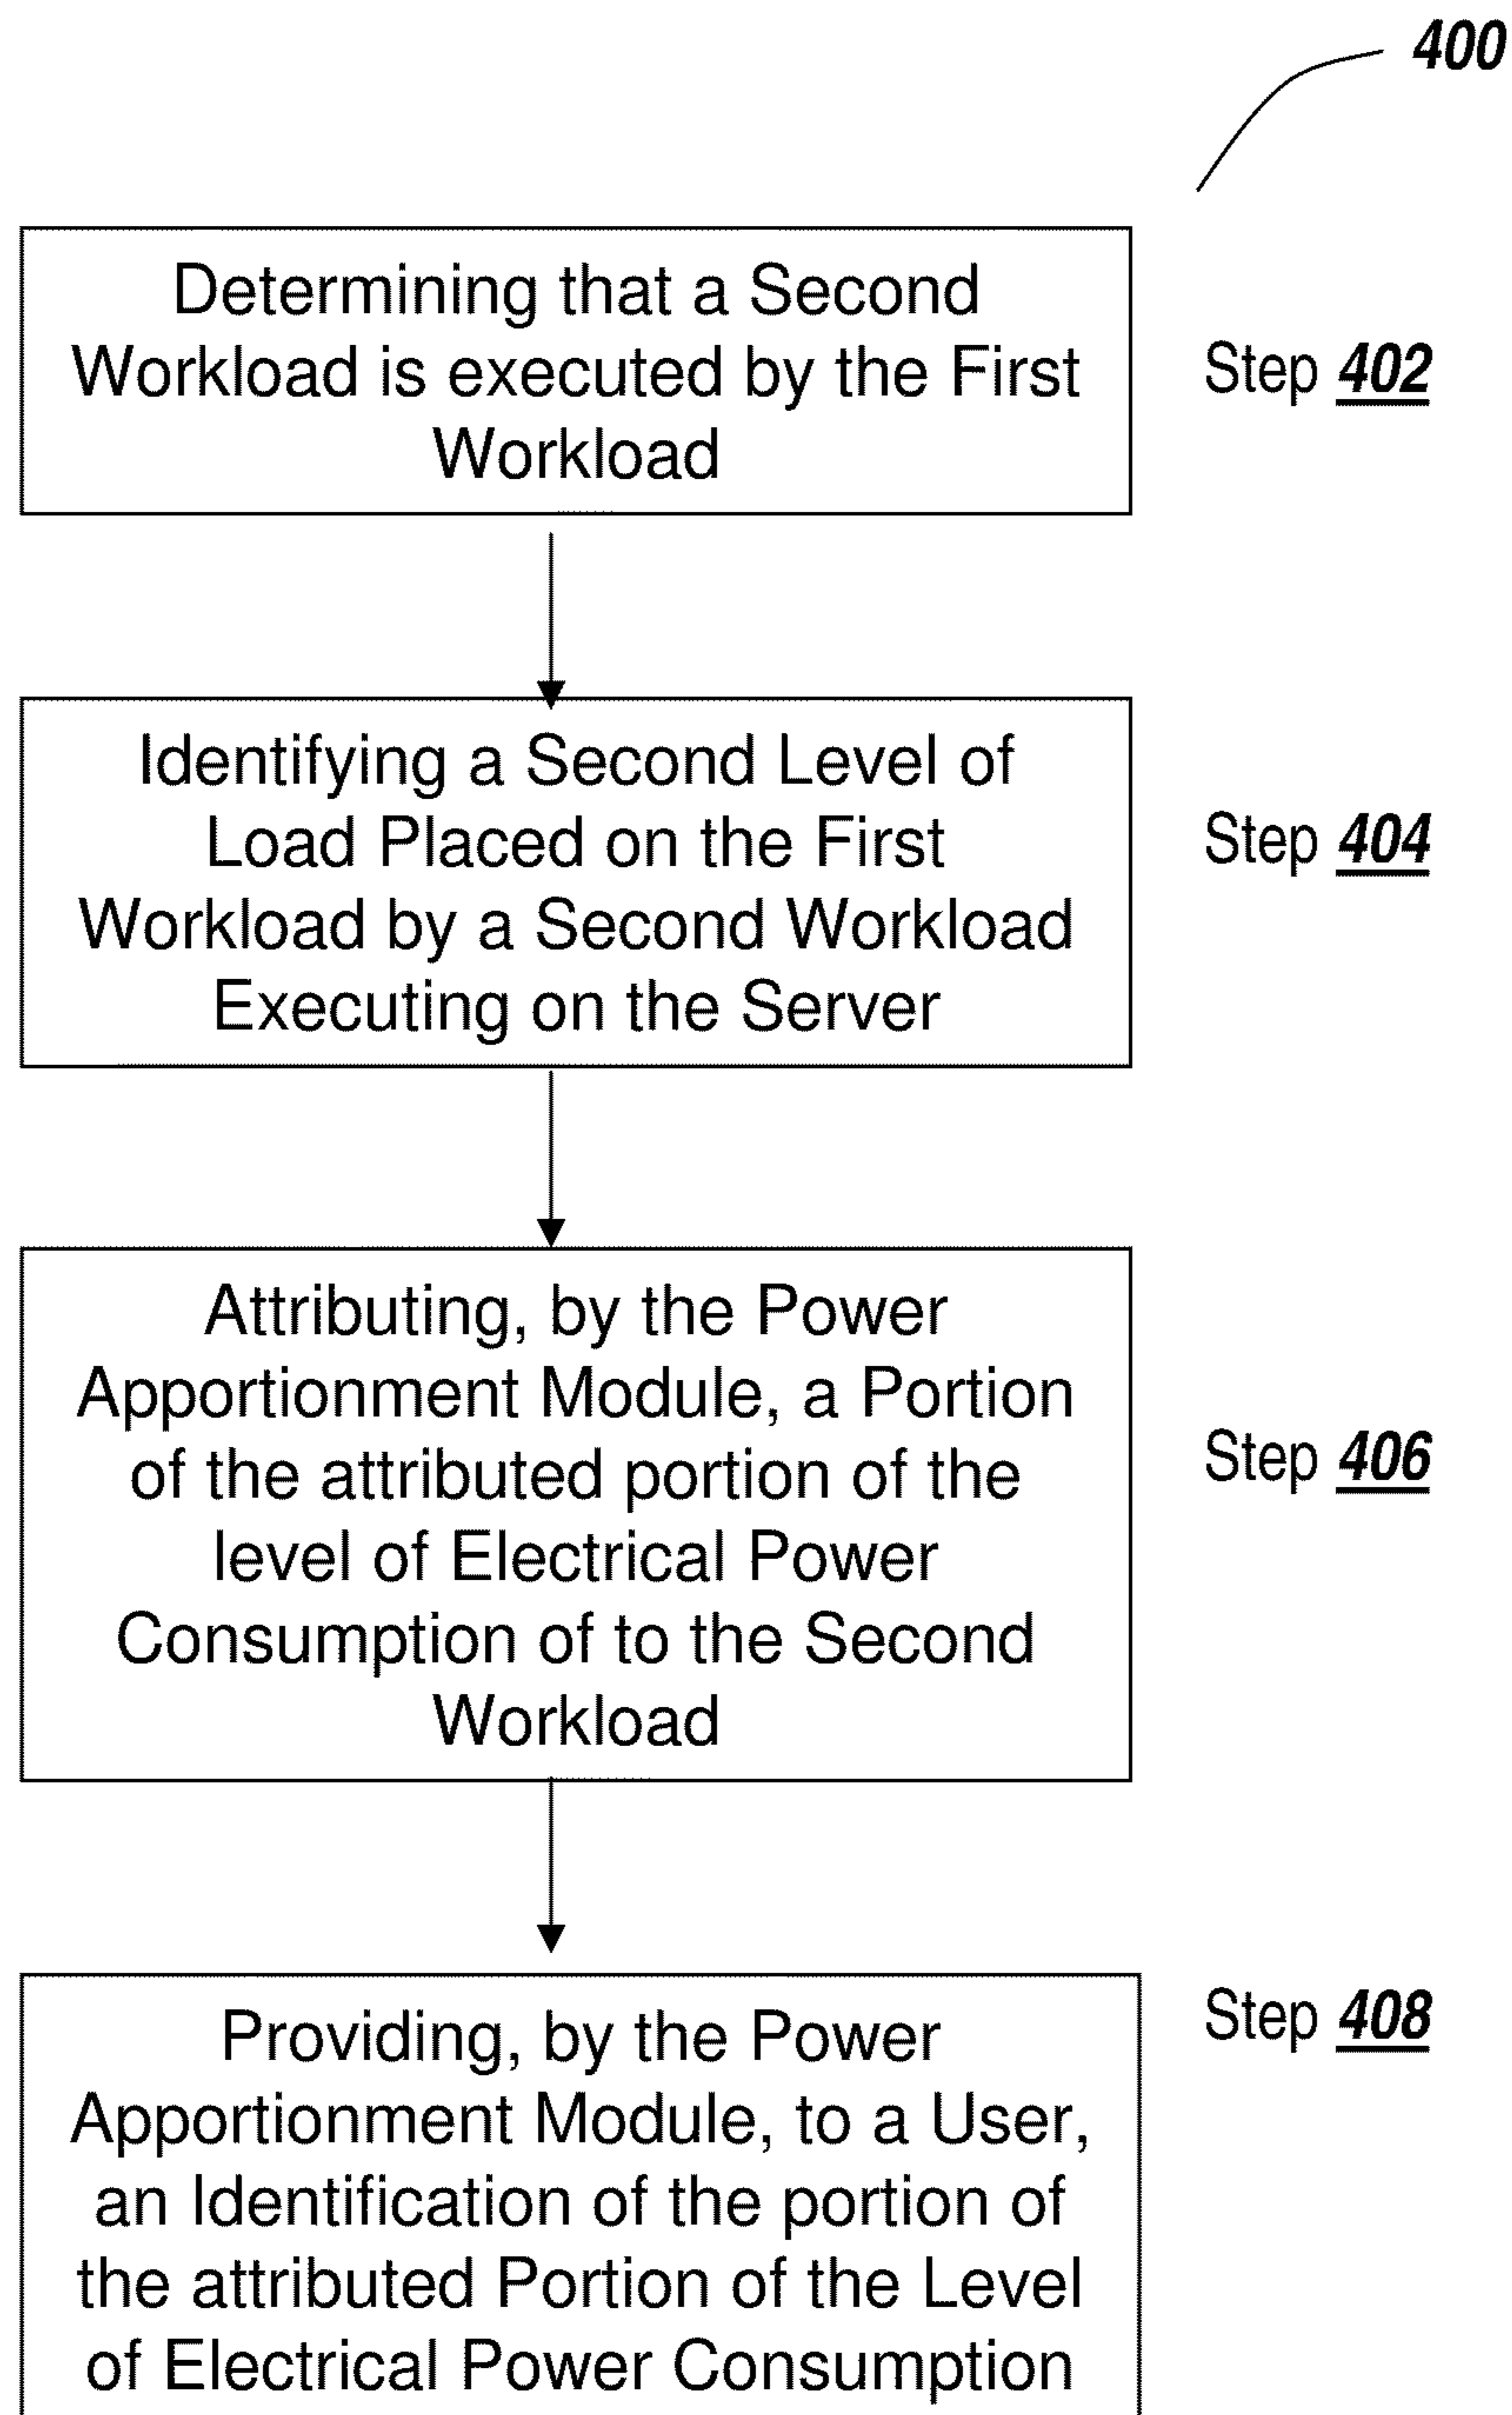 400
Determining that a Second
Workload is executed by the First
Workload
Step 402
Identifying a Second Level of
Load Placed on the First
Workload by a Second Workload
Executing on the Server
Step 404
Attributing, by the Power
Apportionment Module, a Portion
of the attributed portion of the
level of Electrical Power
Consumption of to the Second
Workload
Step 406
Providing, by the Power
Apportionment Module, to a User,
an Identification of the portion of
the attributed Portion of the Level
of Electrical Power Consumption
Step 408